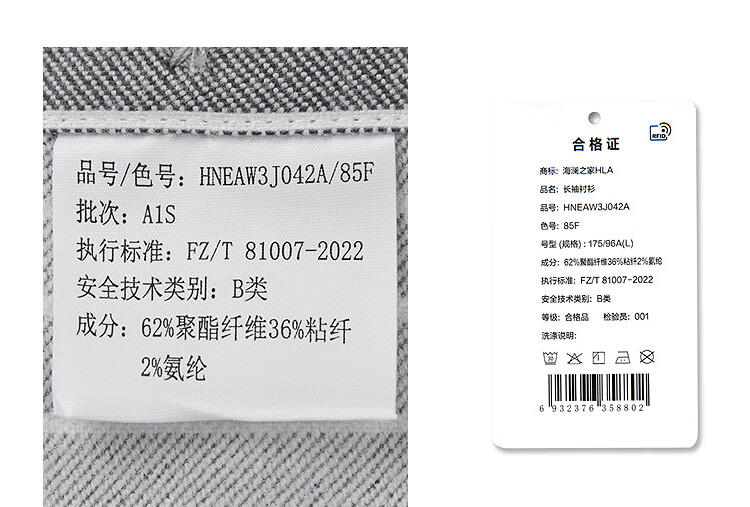 品号/色号: HNEAW3J042A/85F
批次: A1S
执行标准: FZ/T 81007-2022
安全技术类别: B类
成分: 62%聚酯纤维36%粘纤
2%氨纶
RFID
合格证
商标: 海澜之家HLA
品名: 长袖衬衫
品号: HNEAW3J042A
色号: 85F
号型 (规格) : 175/96A(L)
成分: 62%聚酯纤维36%粘纤2%氨纶
执行标准: FZ/T 81007-2022
安全技术类别: B类
等级: 合格品 检验员: 001
洗涤说明:
30
6 932376 358802